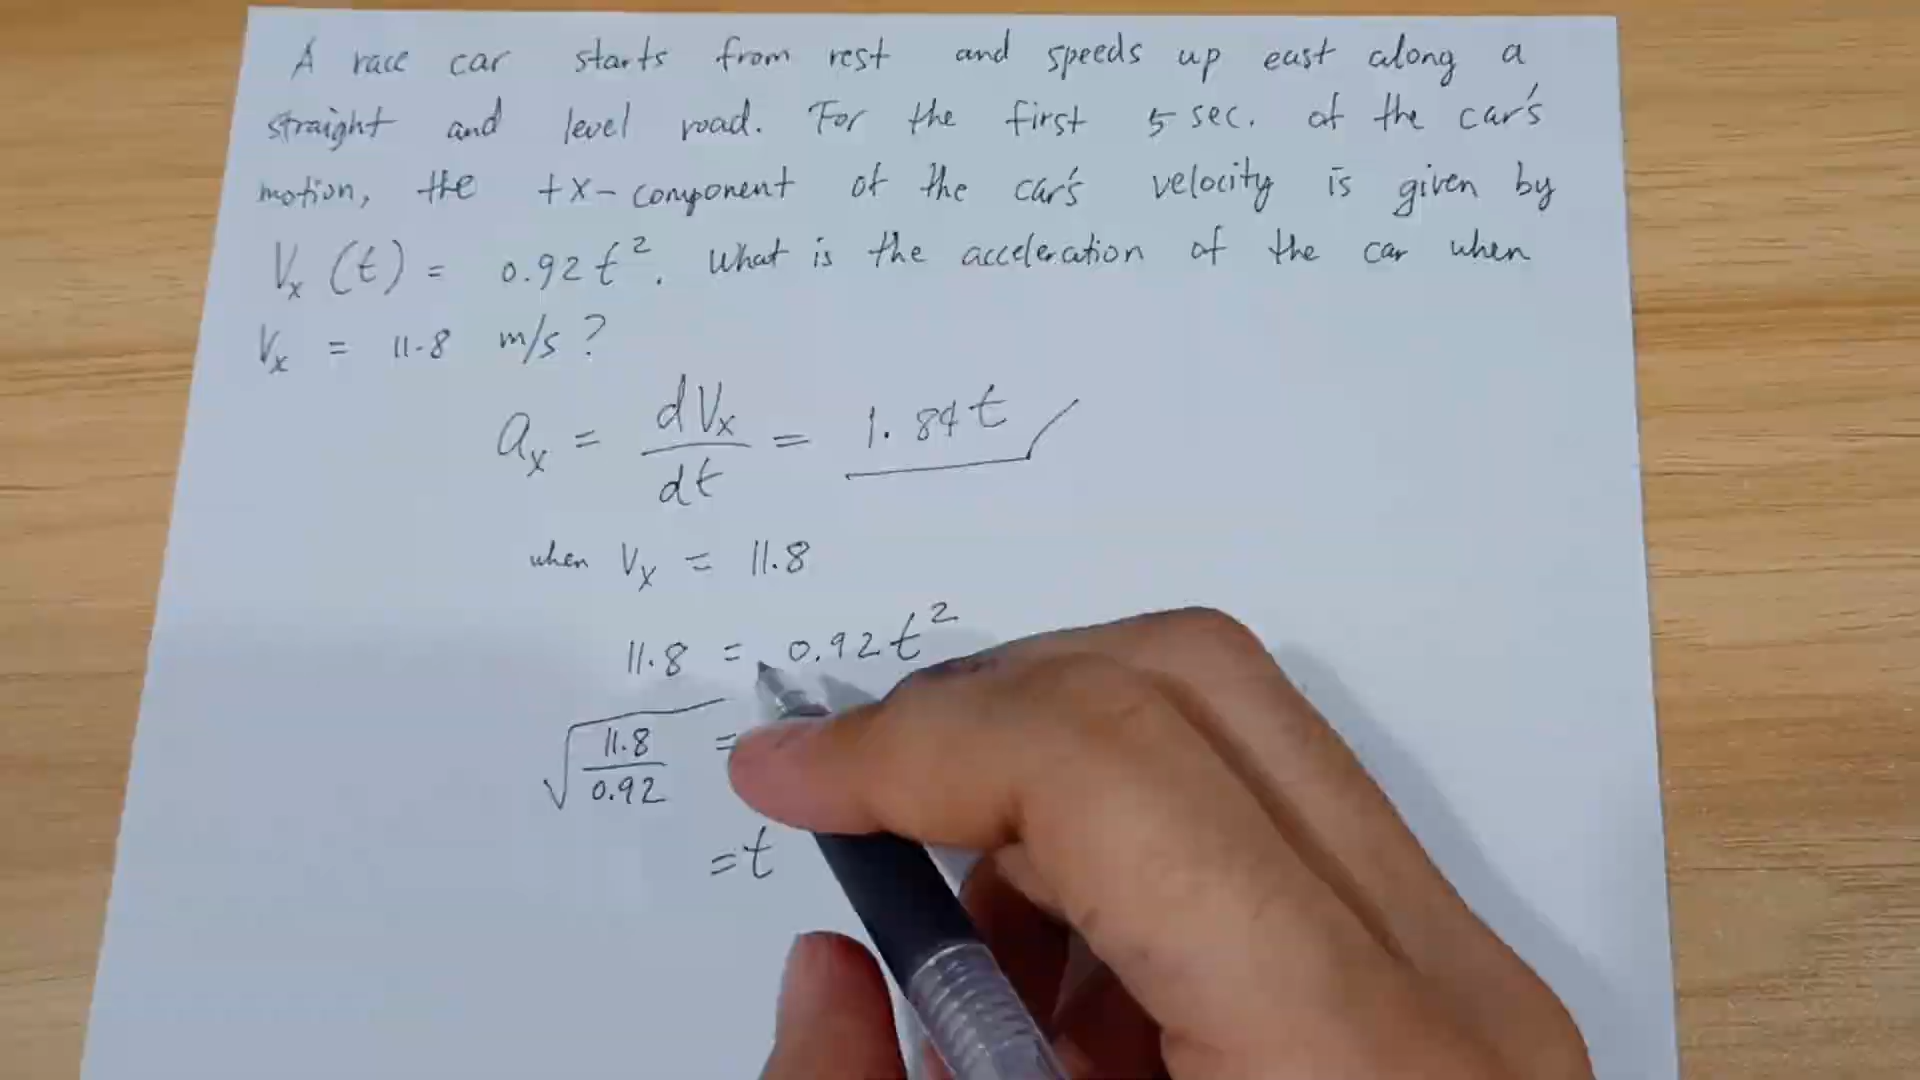 A race car starts from rest and speeds up east along a
straight and level road. For the first 5 sec. of the car's
motion, the +x-component of the car's velocity is given by
Vx (t) = 0.92 t². What is the acceleration of the car when
Vx = 11.8 m/s?
ax = dVx/dt = 1.84 t
when Vx = 11.8
11.8 = 0.92 t²
√(11.8/0.92) =
= t